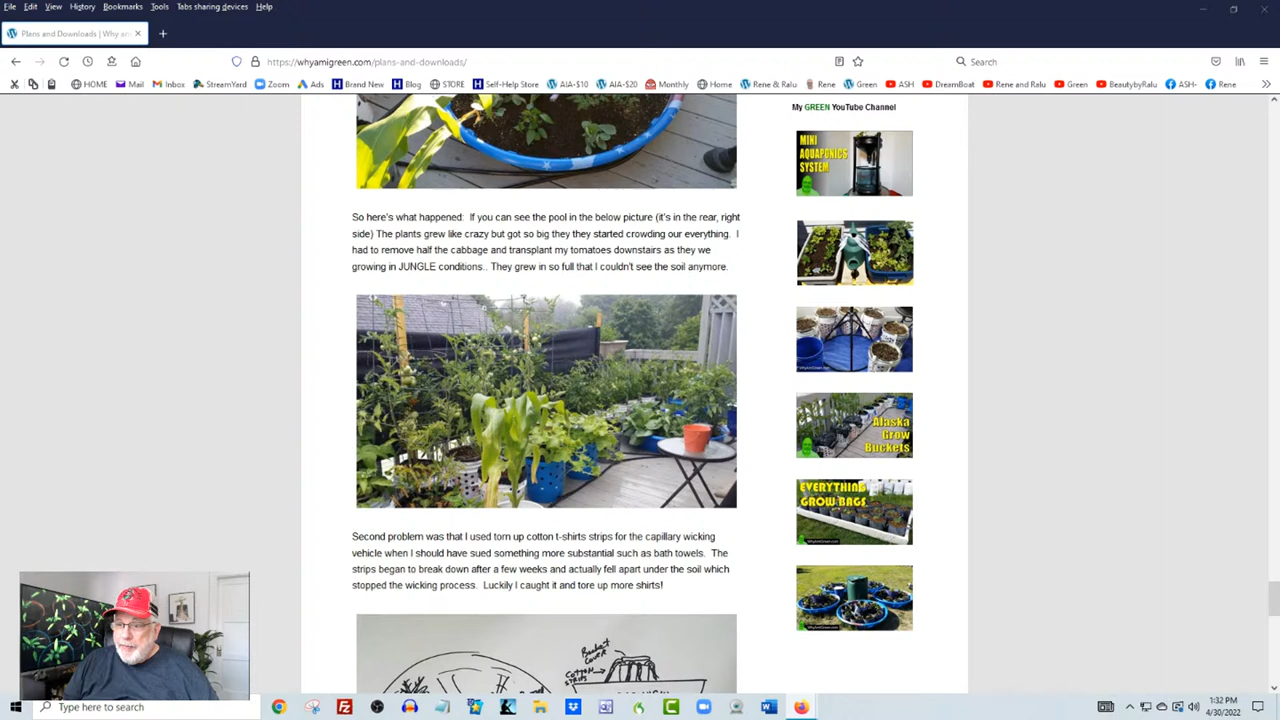 File Edit View History Bookmarks Tools Tabs sharing devices Help
Plans and Downloads | Why an
https://whyamigreen.com/plans-and-downloads/
Search
HOME Mail Inbox StreamYard Zoom Ads Brand New Blog STORE Self-Help Store AIA-$10 AIA-$20 Monthly Home Rene & Ralu Rene Green ASH DreamBoat Rene and Ralu Green BeautybyRalu ASH- Rene
My GREEN YouTube Channel
MINI
AQUAPONICS
SYSTEM
So here's what happened: If you can see the pool in the below picture (it's in the rear, right
side) The plants grew like crazy but got so big they they started crowding our everything. I
had to remove half the cabbage and transplant my tomatoes downstairs as they we
growing in JUNGLE conditions.. They grew in so full that I couldn't see the soil anymore.
Alaska
Grow
Buckets
EVERYTHING
GROW BAGS
Second problem was that I used torn up cotton t-shirts strips for the capillary wicking
vehicle when I should have sued something more substantial such as bath towels. The
strips began to break down after a few weeks and actually fell apart under the soil which
stopped the wicking process. Luckily I caught it and tore up more shirts!
WhyAmIGreen.com
Bucket
Cover
Cotton
strips
Type here to search
1:32 PM
4/30/2022